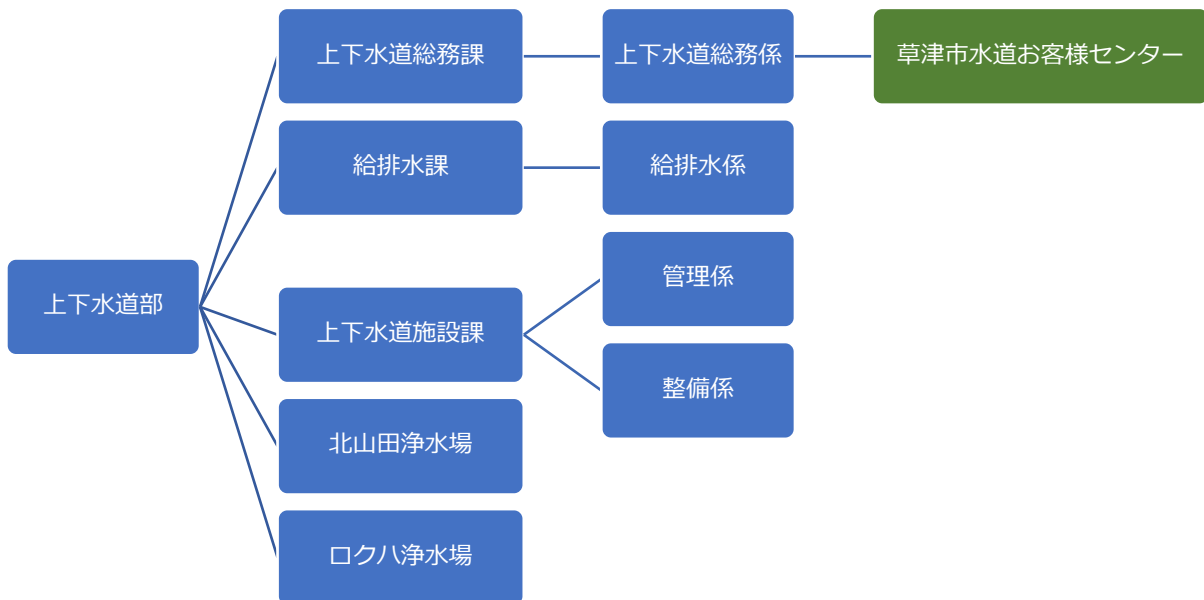 上下水道総務課
上下水道総務係
草津市水道お客様センター
給排水課
給排水係
管理係
上下水道部
上下水道施設課
整備係
北山田浄水場
ロクハ浄水場